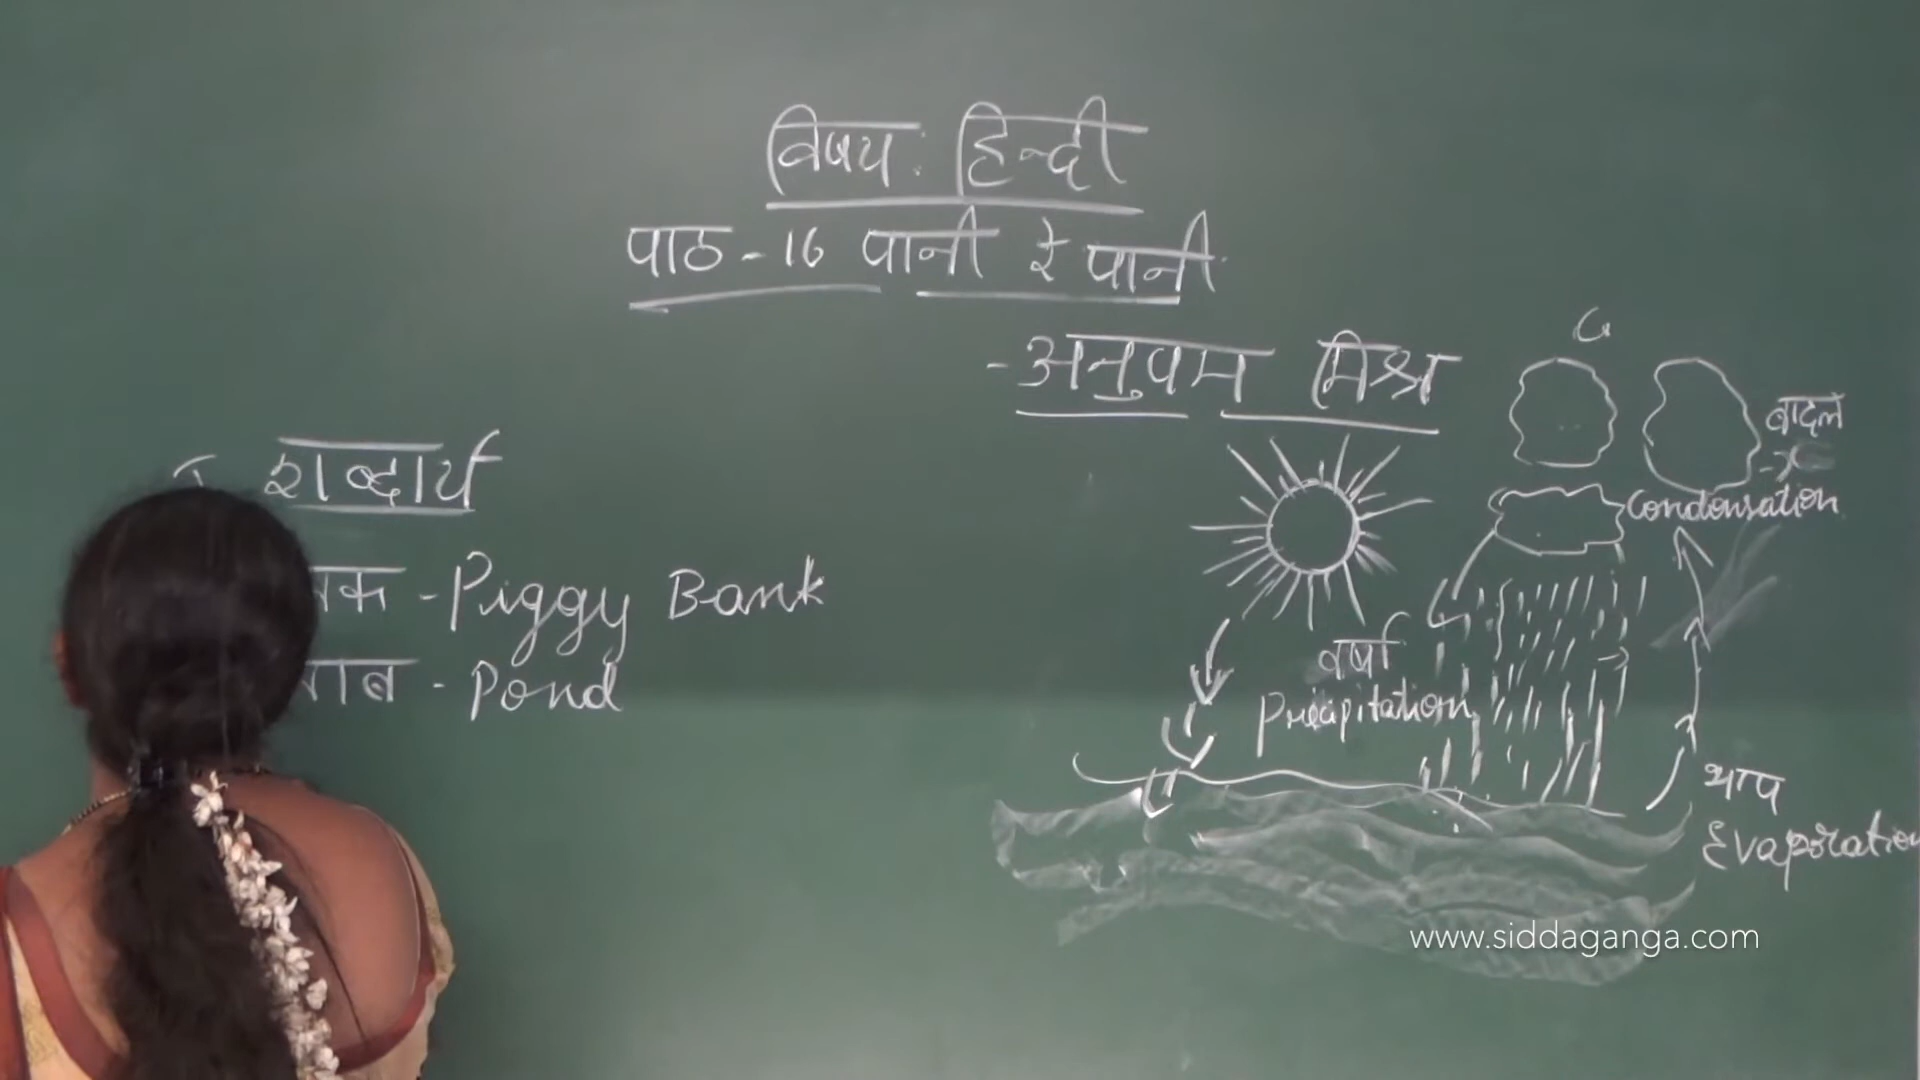 विषय: हिन्दी
पाठ - 16 पानी रे पानी
- अनुपम मिश्र
शब्दार्थ
- Piggy Bank
- Pond
बादल
Condensation
वर्षा
Precipitation
भाप
Evaporation
www.siddaganga.com